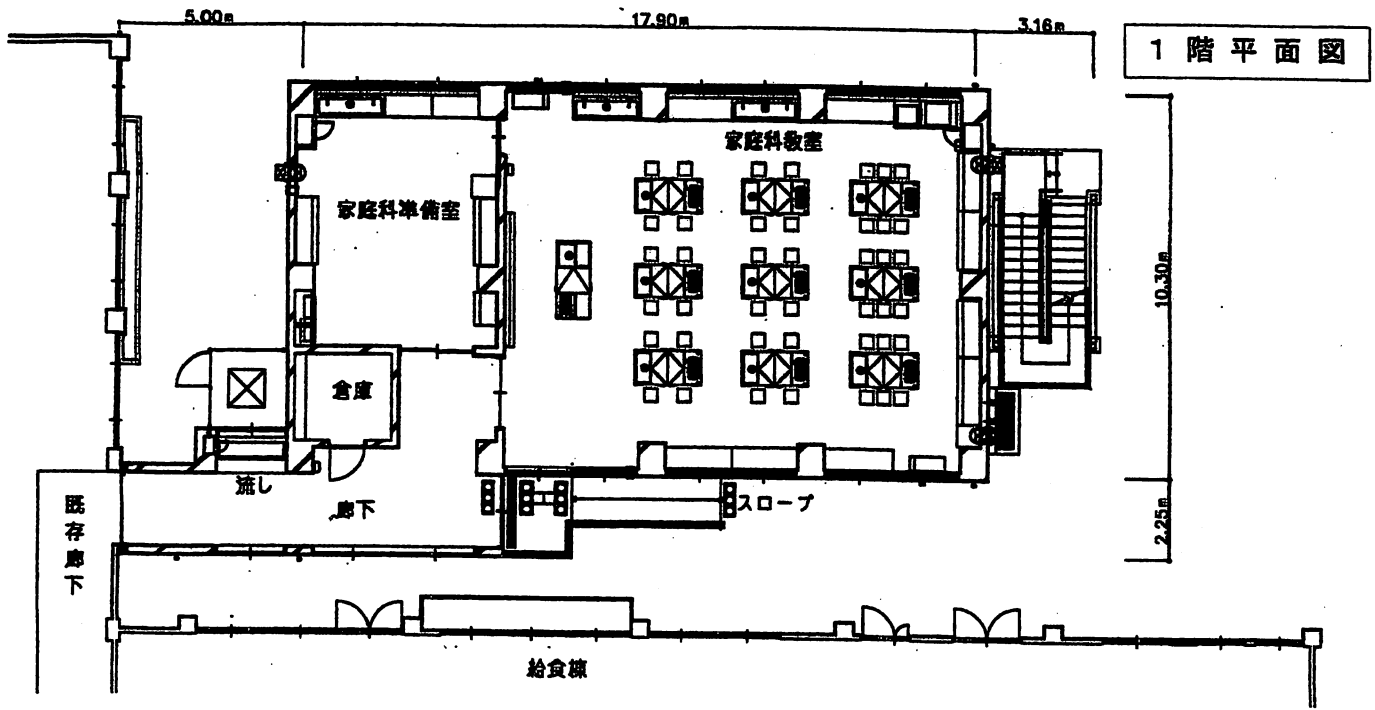 5.00m
17.90m
3.16m
1階平面図
家庭科教室
家庭科準備室
10.30m
倉庫
流し
廊下
スロープ
2.25m
既存廊下
給食棟